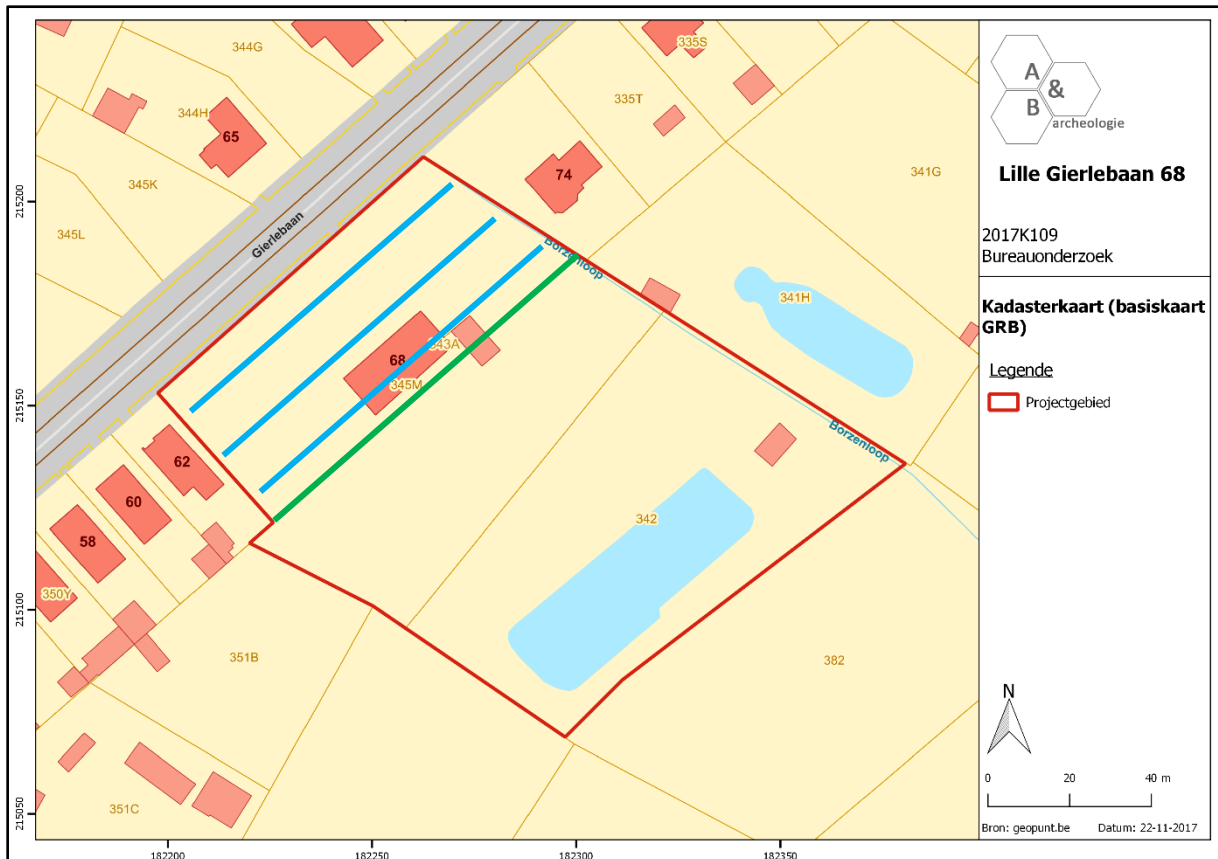 344G
335S
344H
65
335T
345K
74
341G
345L
Gierlebaan
Borzenloop
341H
343A
68
345M
62
60
58
350Y
Borzenloop
342
351B
382
351C
215200
215150
215100
215050
182200
182250
182300
182350
A
&
B
archeologie
Lille Gierlebaan 68
2017K109
Bureauonderzoek
Kadasterkaart (basiskaart
GRB)
Legende
Projectgebied
N
0 20 40 m
Bron: geopunt.be Datum: 22-11-2017